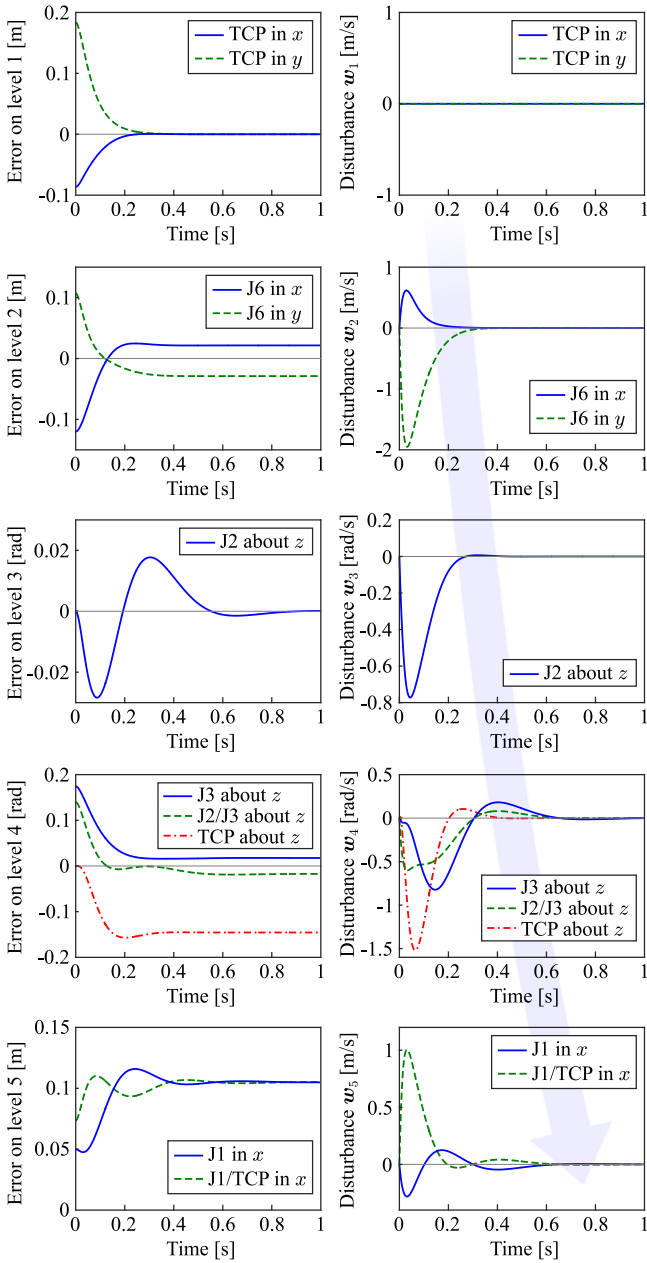 Error on level 1 [m]
0.2
0.1
0
-0.1
TCP in x
TCP in y
0 0.2 0.4 0.6 0.8 1
Time [s]
Disturbance w1 [m/s]
1
0
-1
TCP in x
TCP in y
0 0.2 0.4 0.6 0.8 1
Time [s]
Error on level 2 [m]
0.1
0
-0.1
J6 in x
J6 in y
0 0.2 0.4 0.6 0.8 1
Time [s]
Disturbance w2 [m/s]
1
0
-1
-2
J6 in x
J6 in y
0 0.2 0.4 0.6 0.8 1
Time [s]
Error on level 3 [rad]
0.02
0
-0.02
J2 about z
0 0.2 0.4 0.6 0.8 1
Time [s]
Disturbance w3 [rad/s]
0.2
0
-0.2
-0.4
-0.6
-0.8
J2 about z
0 0.2 0.4 0.6 0.8 1
Time [s]
Error on level 4 [rad]
0.2
0.1
0
-0.1
-0.2
J3 about z
J2/J3 about z
TCP about z
0 0.2 0.4 0.6 0.8 1
Time [s]
Disturbance w4 [rad/s]
0.5
0
-0.5
-1
-1.5
J3 about z
J2/J3 about z
TCP about z
0 0.2 0.4 0.6 0.8 1
Time [s]
Error on level 5 [m]
0.15
0.1
0.05
0
J1 in x
J1/TCP in x
0 0.2 0.4 0.6 0.8 1
Time [s]
Disturbance w5 [m/s]
1
0.5
0
J1 in x
J1/TCP in x
0 0.2 0.4 0.6 0.8 1
Time [s]